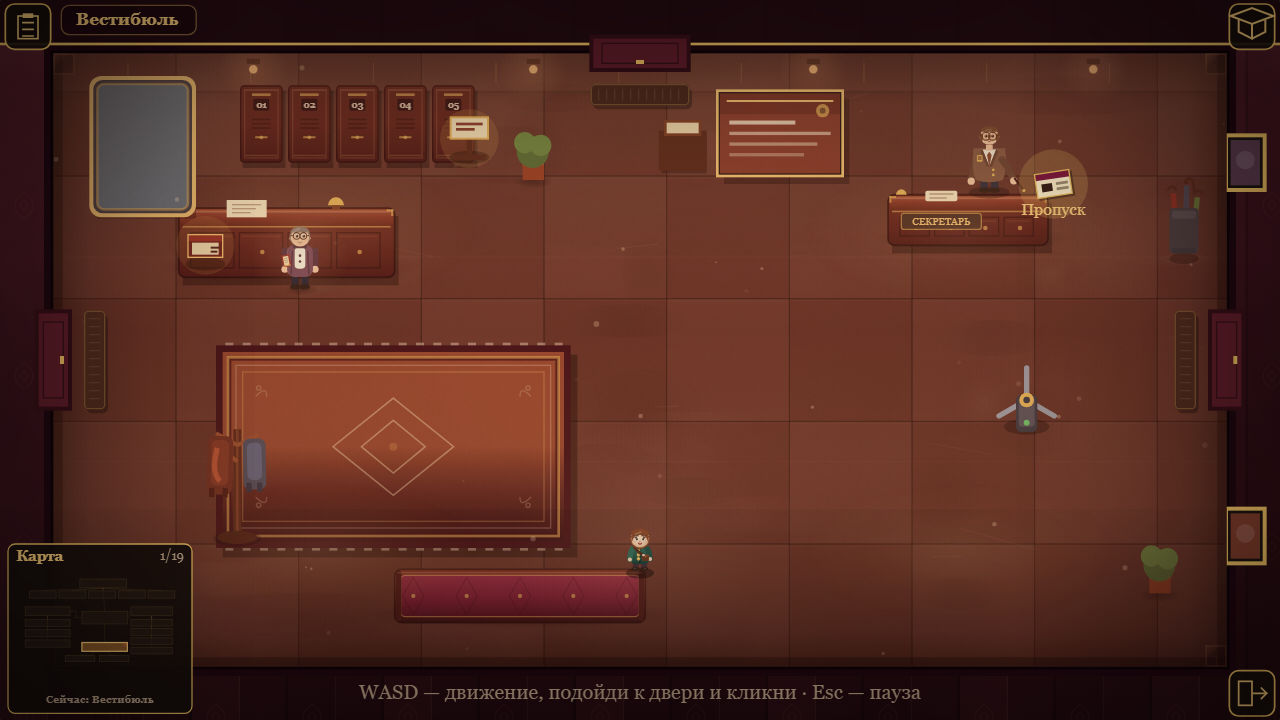 Вестибюль
01 02 03 04 05
Пропуск
СЕКРЕТАРЬ
Карта 1/19
Сейчас: Вестибюль
WASD — движение, подойди к двери и кликни · Esc — пауза